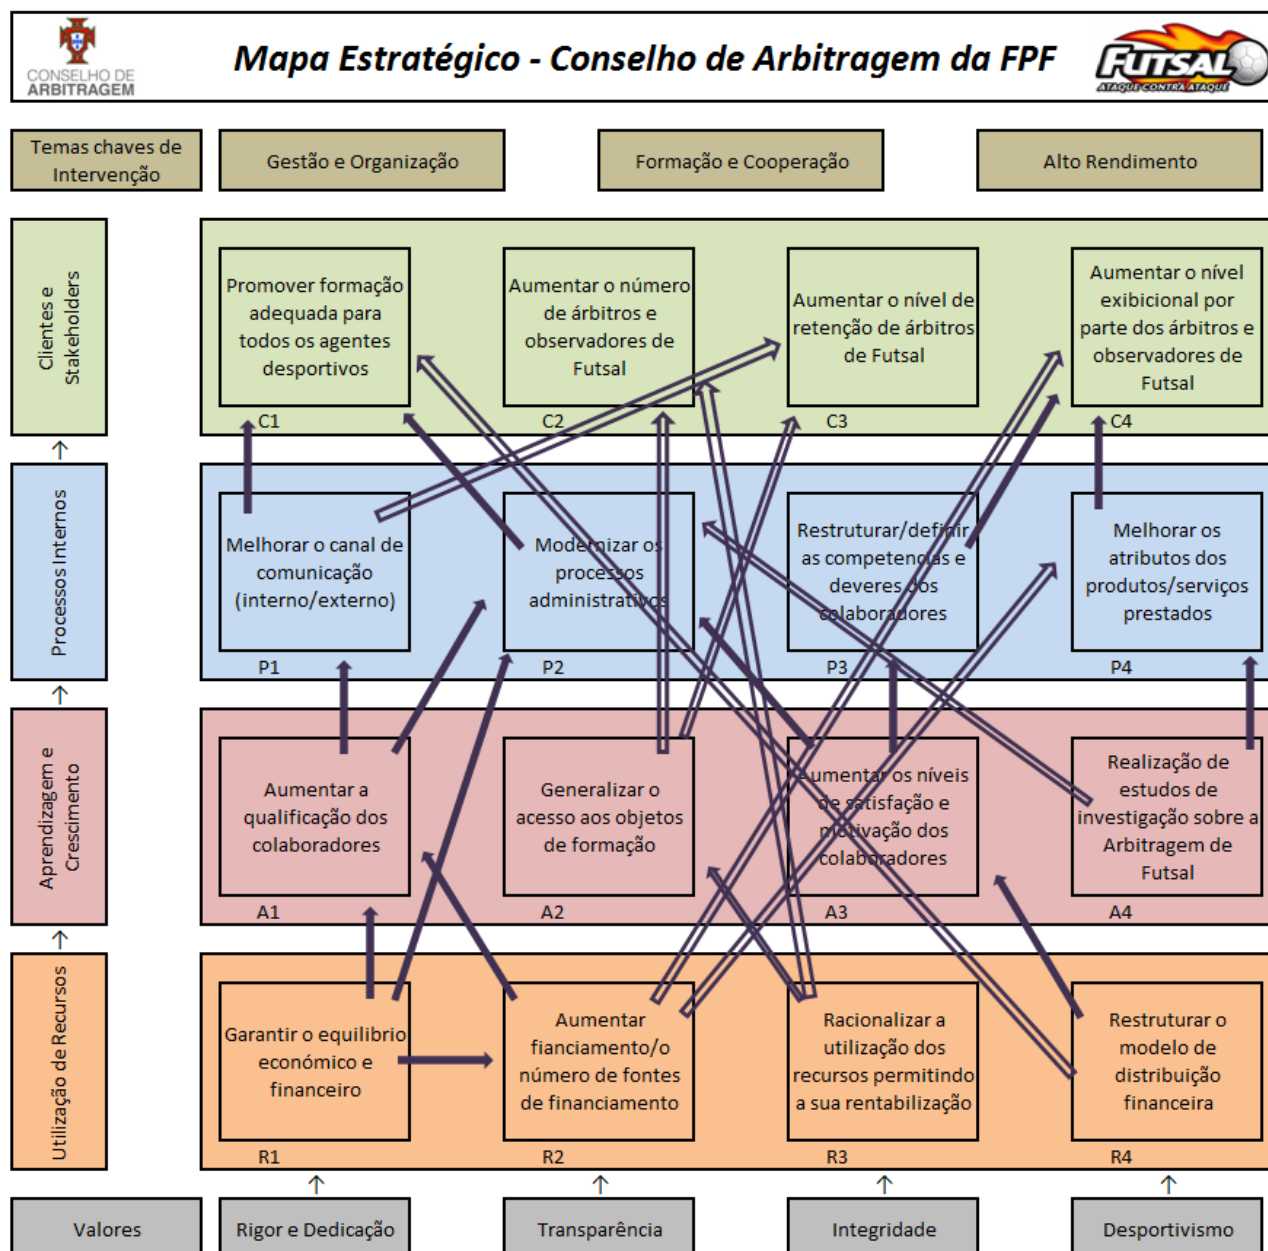 CONSELHO DE
ARBITRAGEM
Mapa Estratégico - Conselho de Arbitragem da FPF
FUTSAL
ATAQUE CONTRA ATAQUE
Temas chaves de
Intervenção
Gestão e Organização
Formação e Cooperação
Alto Rendimento
Clientes e
Stakeholders
Promover formação
adequada para
todos os agentes
desportivos
C1
Aumentar o número
de árbitros e
observadores de
Futsal
C2
Aumentar o nível de
retenção de árbitros
de Futsal
C3
Aumentar o nível
exibicional por
parte dos árbitros e
observadores de
Futsal
C4
↑
Processos Internos
Melhorar o canal de
comunicação
(interno/externo)
P1
Modernizar os
processos
administrativos
P2
Restruturar/definir
as competencias e
deveres dos
colaboradores
P3
Melhorar os
atributos dos
produtos/serviços
prestados
P4
↑
Aprendizagem e
Crescimento
Aumentar a
qualificação dos
colaboradores
A1
Generalizar o
acesso aos objetos
de formação
A2
Aumentar os níveis
de satisfação e
motivação dos
colaboradores
A3
Realização de
estudos de
investigação sobre a
Arbitragem de
Futsal
A4
↑
Utilização de Recursos
Garantir o equilibrio
económico e
financeiro
R1
Aumentar
fianciamento/o
número de fontes
de financiamento
R2
Racionalizar a
utilização dos
recursos permitindo
a sua rentabilização
R3
Restruturar o
modelo de
distribuição
financeira
R4
↑ ↑ ↑ ↑
Valores
Rigor e Dedicação
Transparência
Integridade
Desportivismo